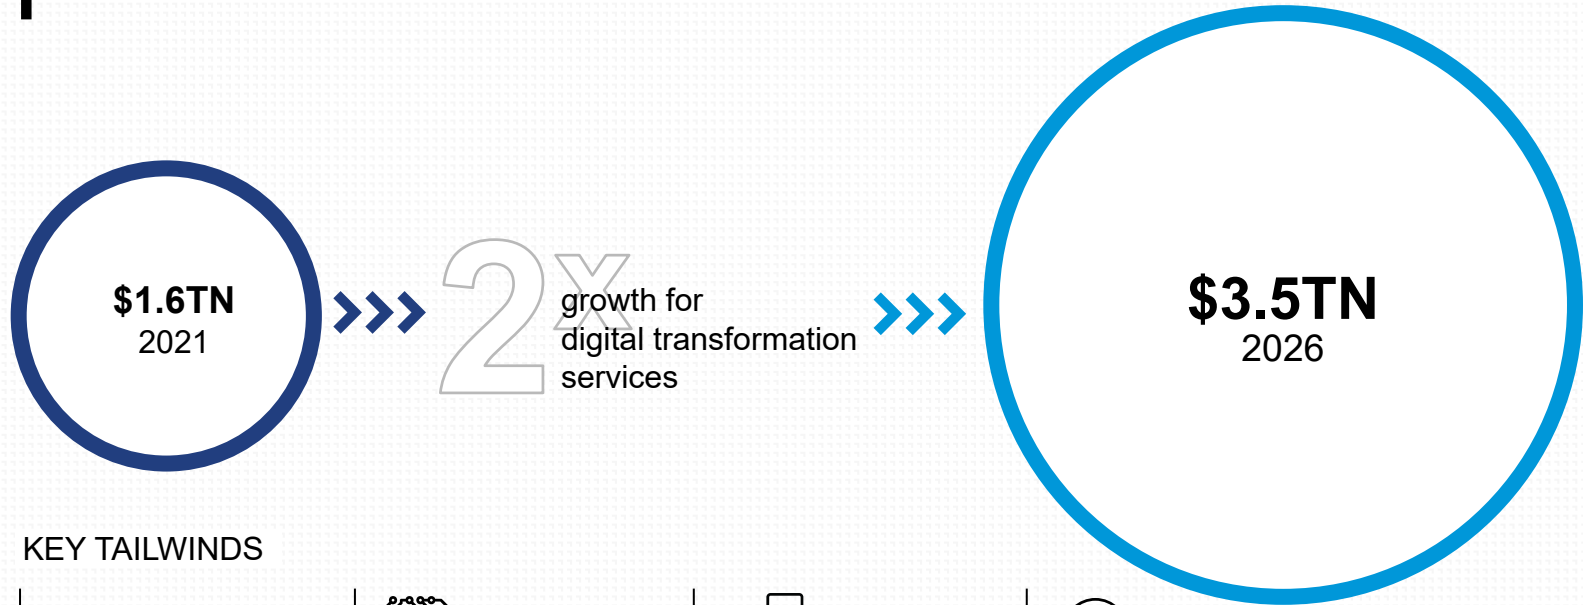 $1.6TN
2021
2x
growth for
digital transformation
services
$3.5TN
2026
KEY TAILWINDS